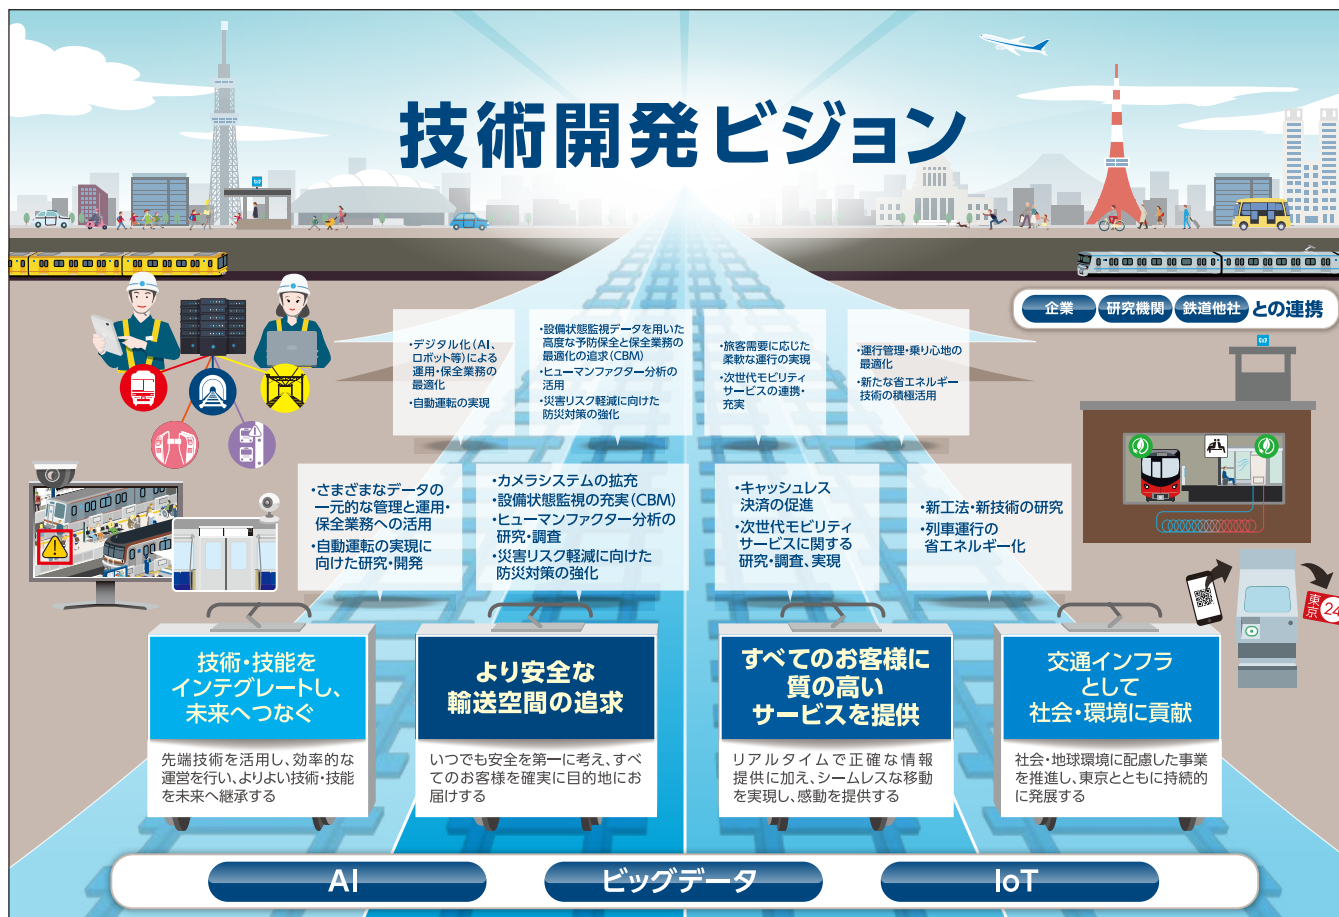 技術開発ビジョン
企業
研究機関
鉄道他社
との連携
・デジタル化(AI、
ロボット等)による
運用・保全業務の
最適化
・自動運転の実現
・設備状態監視データを用いた
高度な予防保全と保全業務の
最適化の追求(CBM)
・ヒューマンファクター分析の
活用
・災害リスク軽減に向けた
防災対策の強化
・旅客需要に応じた
柔軟な運行の実現
・次世代モビリティ
サービスの連携・
充実
・運行管理・乗り心地の
最適化
・新たな省エネルギー
技術の積極活用
・さまざまなデータの
一元的な管理と運用・
保全業務への活用
・自動運転の実現に
向けた研究・開発
・カメラシステムの拡充
・設備状態監視の充実(CBM)
・ヒューマンファクター分析の
研究・調査
・災害リスク軽減に向けた
防災対策の強化
・キャッシュレス
決済の促進
・次世代モビリティ
サービスに関する
研究・調査、実現
・新工法・新技術の研究
・列車運行の
省エネルギー化
東京
24
技術・技能を
インテグレートし、
未来へつなぐ
先端技術を活用し、効率的な
運営を行い、よりよい技術・技能
を未来へ継承する
より安全な
輸送空間の追求
いつでも安全を第一に考え、すべ
てのお客様を確実に目的地にお
届けする
すべてのお客様に
質の高い
サービスを提供
リアルタイムで正確な情報
提供に加え、シームレスな移動
を実現し、感動を提供する
交通インフラ
として
社会・環境に貢献
社会・地球環境に配慮した事業
を推進し、東京とともに持続的
に発展する
AI
ビッグデータ
IoT